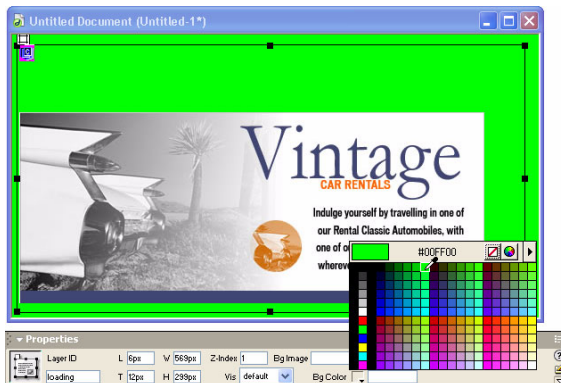 Untitled Document (Untitled-1*)
Vintage
CAR RENTALS
Indulge yourself by travelling in one of
our Rental Classic Automobiles, with
one of o
wherev
#00FF00
Properties
Layer ID L 6px W 569px Z-Index 1 Bg Image
loading T 12px H 299px Vis default Bg Color